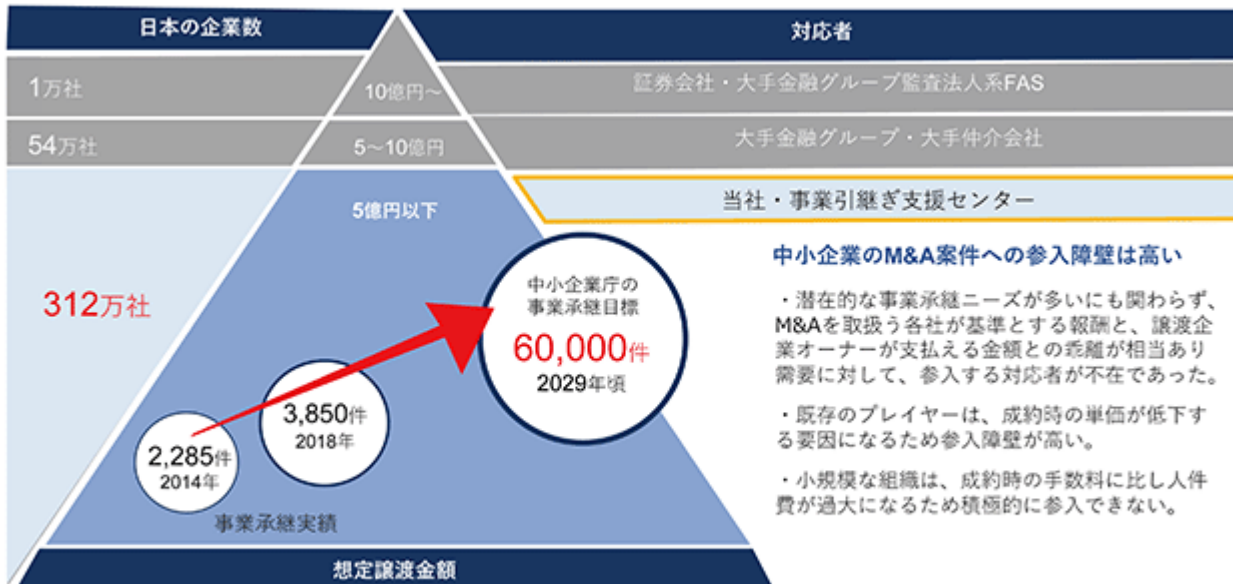 日本の企業数
対応者
1万社
10億円～
証券会社・大手金融グループ監査法人系FAS
54万社
5～10億円
大手金融グループ・大手仲介会社
5億円以下
当社・事業引継ぎ支援センター
312万社
中小企業庁の
事業承継目標
60,000件
2029年頃
3,850件
2018年
2,285件
2014年
事業承継実績
中小企業のM&A案件への参入障壁は高い
・潜在的な事業承継ニーズが多いにも関わらず、
M&Aを取扱う各社が基準とする報酬と、譲渡企
業オーナーが支払える金額との乖離が相当あり
需要に対して、参入する対応者が不在であった。
・既存のプレイヤーは、成約時の単価が低下す
る要因になるため参入障壁が高い。
・小規模な組織は、成約時の手数料に比し人件
費が過大になるため積極的に参入できない。
想定譲渡金額